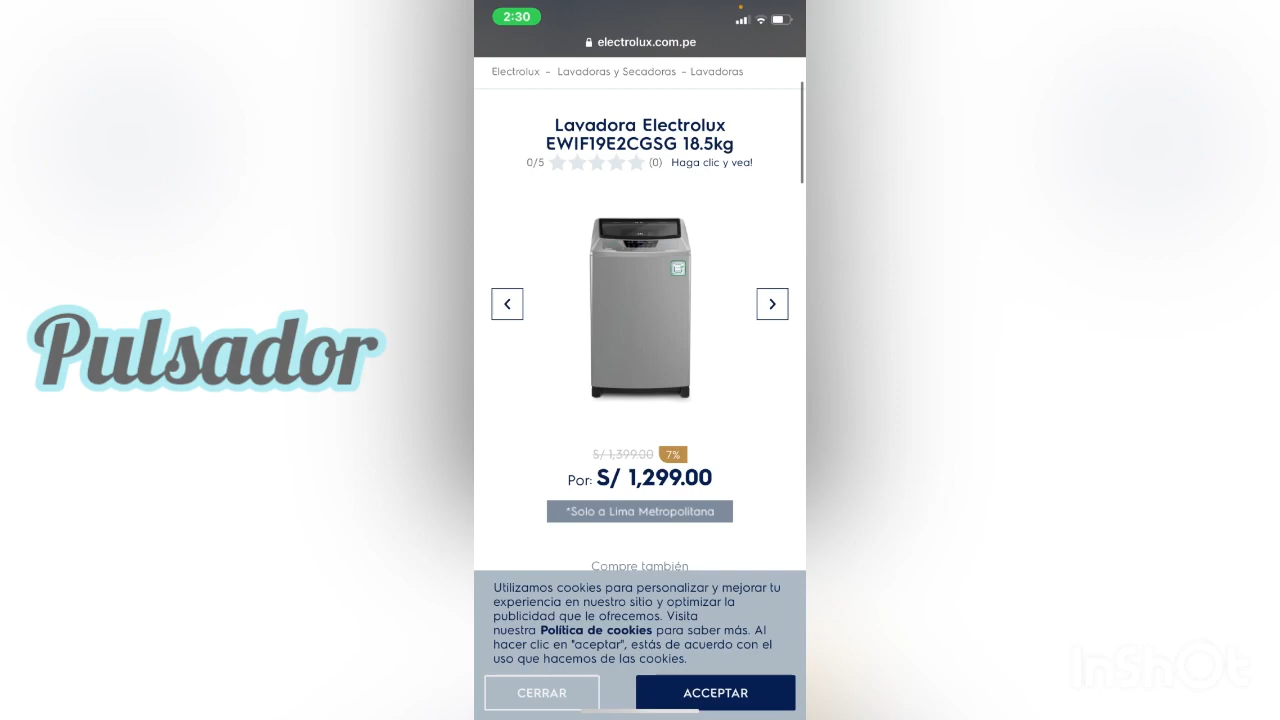 2:30
electrolux.com.pe
Electrolux - Lavadoras y Secadoras - Lavadoras
Lavadora Electrolux
EWIF19E2CGSG 18.5kg
0/5 (0) Haga clic y vea!
Pulsador
S/ 1,399.00 7%
Por: S/ 1,299.00
*Solo a Lima Metropolitana
Compre también
Utilizamos cookies para personalizar y mejorar tu
experiencia en nuestro sitio y optimizar la
publicidad que le ofrecemos. Visita
nuestra Política de cookies para saber más. Al
hacer clic en "aceptar", estás de acuerdo con el
uso que hacemos de las cookies.
CERRAR ACCEPTAR
InShOt